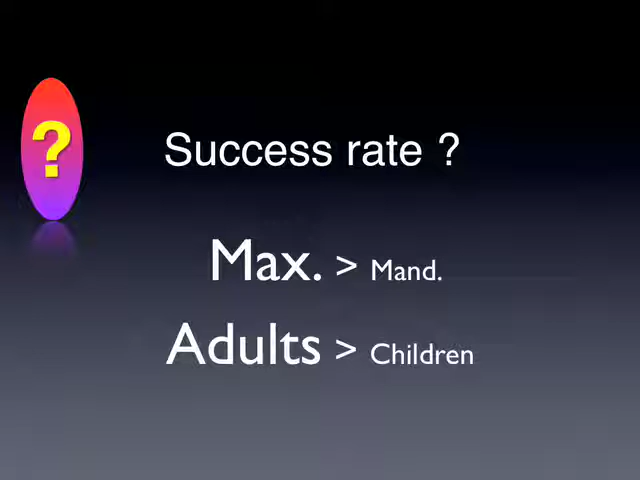 ?
Success rate ?
Max. > Mand.
Adults > Children